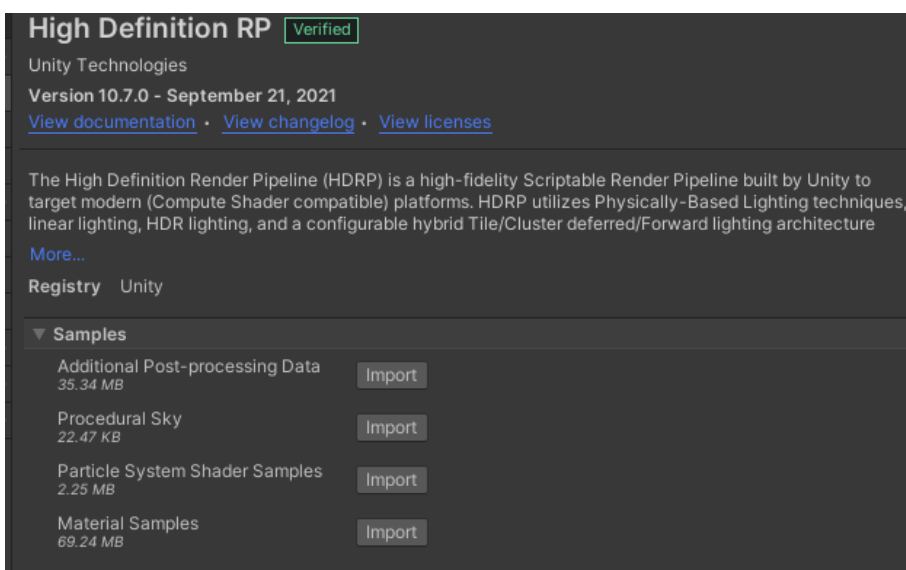 High Definition RP Verified
Unity Technologies
Version 10.7.0 - September 21, 2021
View documentation • View changelog • View licenses
The High Definition Render Pipeline (HDRP) is a high-fidelity Scriptable Render Pipeline built by Unity to
target modern (Compute Shader compatible) platforms. HDRP utilizes Physically-Based Lighting techniques,
linear lighting, HDR lighting, and a configurable hybrid Tile/Cluster deferred/Forward lighting architecture
More...
Registry Unity
Samples
Additional Post-processing Data
35.34 MB
Import
Procedural Sky
22.47 KB
Import
Particle System Shader Samples
2.25 MB
Import
Material Samples
69.24 MB
Import